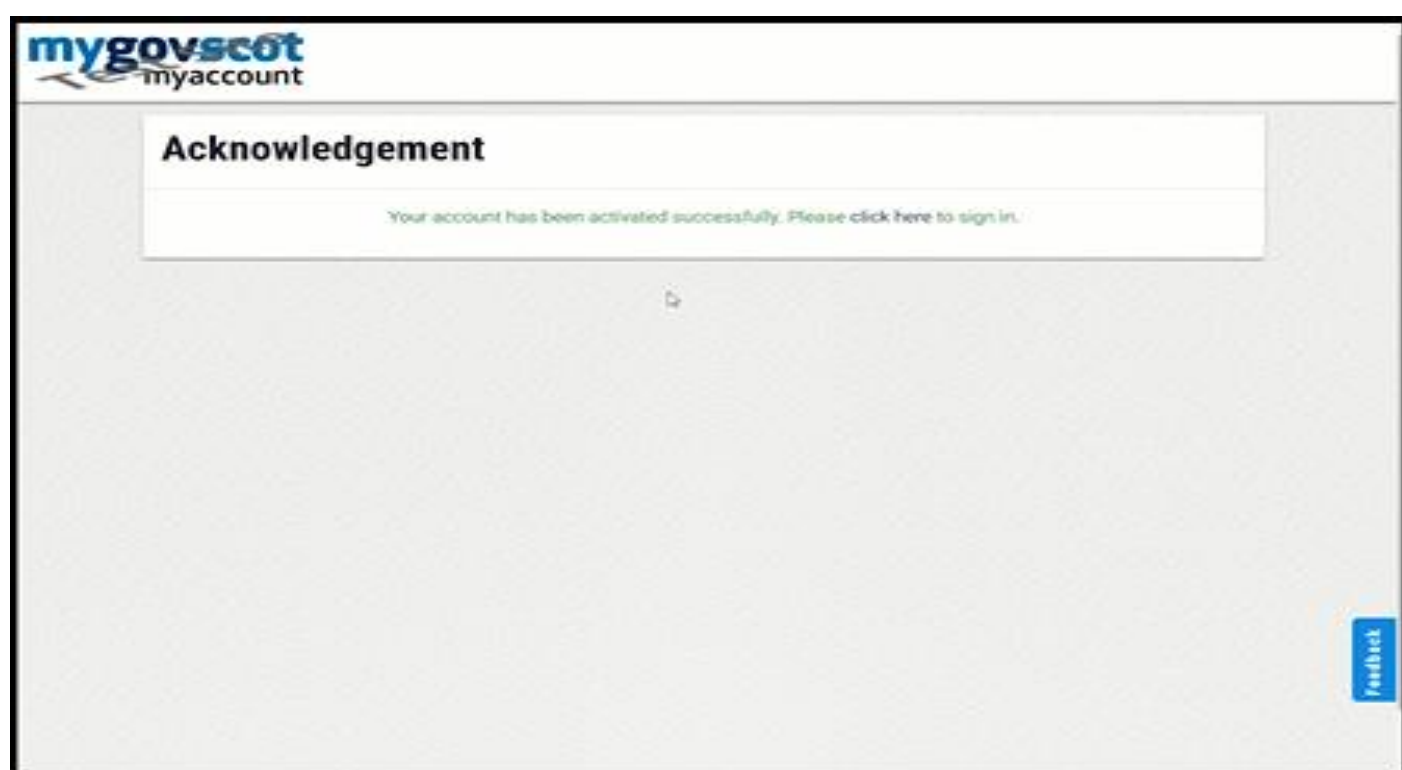 mygovscot
myaccount
Acknowledgement
Your account has been activated successfully. Please click here to sign in.
Feedback